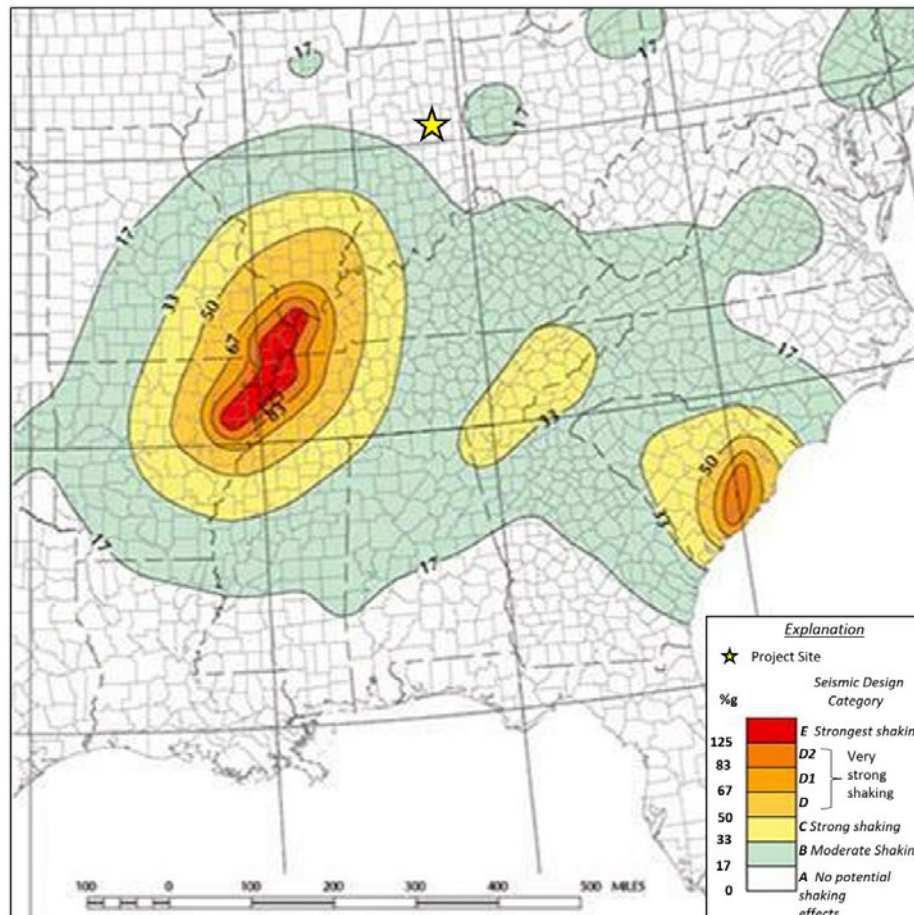 17
17
17
17
33
50
67
83
33
17
50
33
17
17
Explanation
Project Site
Seismic Design
Category
%g
E Strongest shakin
125
D2
83
Very
D1
strong
67
shaking
D
50
C Strong shaking
33
B Moderate Shakin
17
A No potential
0
shaking
effects
100 0 100 200 300 400 500 MILES